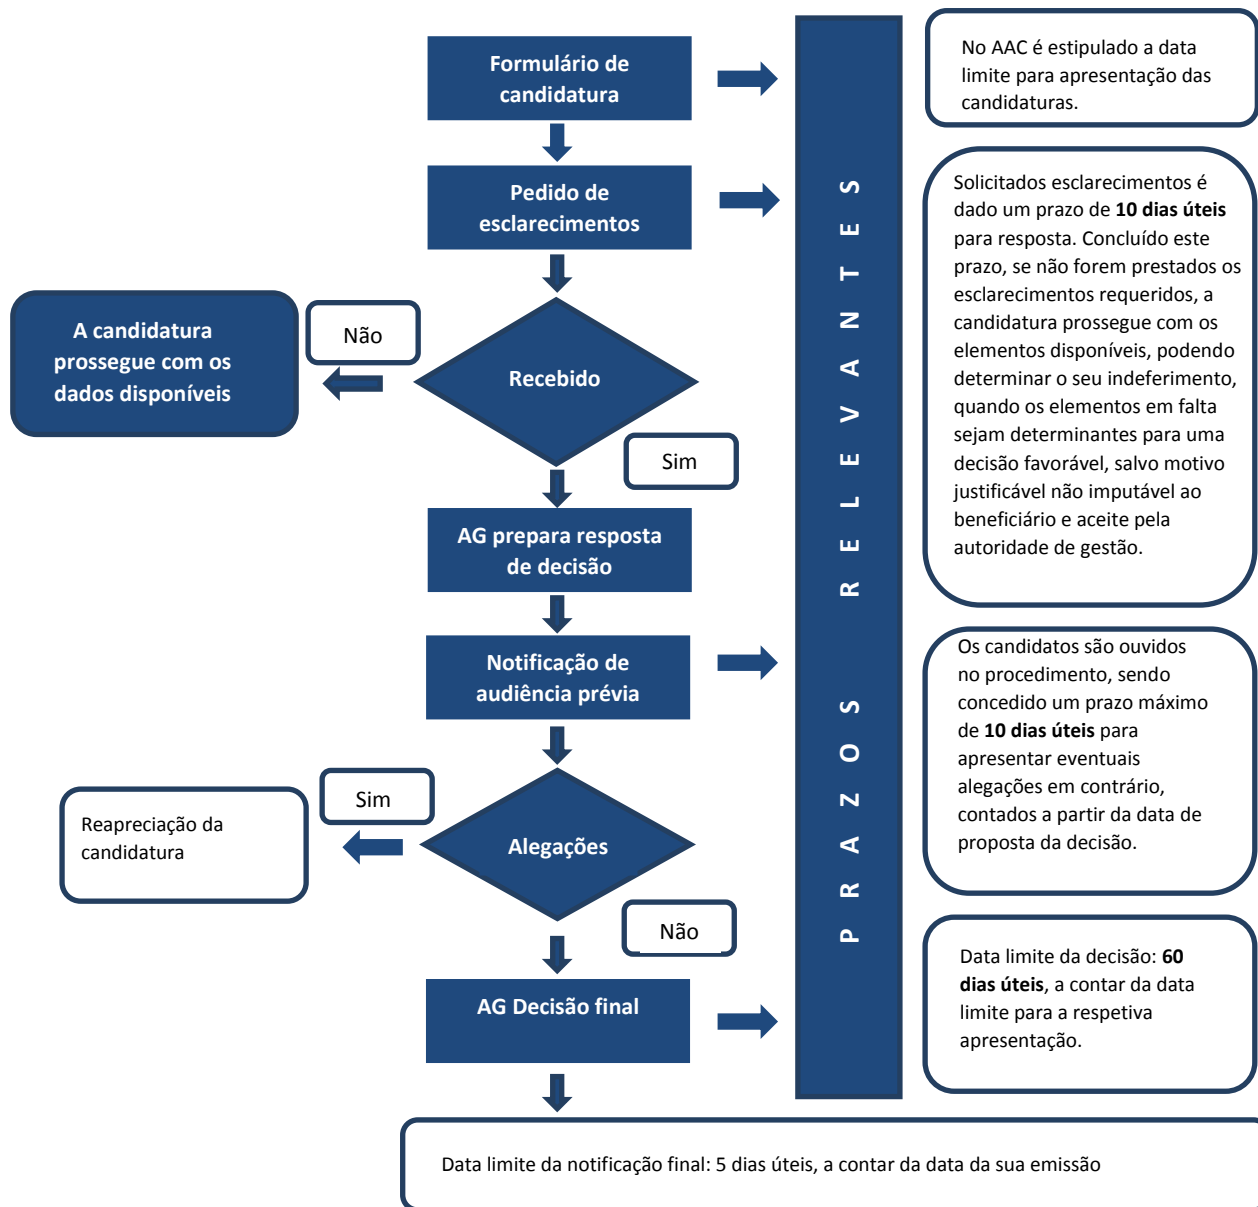 Formulário de
candidatura
No AAC é estipulado a data
limite para apresentação das
candidaturas.
Pedido de
esclarecimentos
Solicitados esclarecimentos é
dado um prazo de 10 dias úteis
para resposta. Concluído este
prazo, se não forem prestados os
esclarecimentos requeridos, a
candidatura prossegue com os
elementos disponíveis, podendo
determinar o seu indeferimento,
quando os elementos em falta
sejam determinantes para uma
decisão favorável, salvo motivo
justificável não imputável ao
beneficiário e aceite pela
autoridade de gestão.
Recebido
Não
A candidatura
prossegue com os
dados disponíveis
Sim
AG prepara resposta
de decisão
Notificação de
audiência prévia
Os candidatos são ouvidos
no procedimento, sendo
concedido um prazo máximo
de 10 dias úteis para
apresentar eventuais
alegações em contrário,
contados a partir da data de
proposta da decisão.
Alegações
Sim
Reapreciação da
candidatura
Não
AG Decisão final
Data limite da decisão: 60
dias úteis, a contar da data
limite para a respetiva
apresentação.
PRAZOS RELEVANTES
Data limite da notificação final: 5 dias úteis, a contar da data da sua emissão